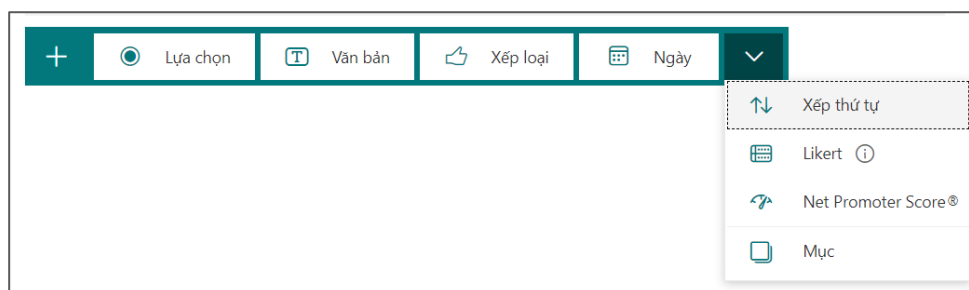 Lựa chọn Văn bản Xếp loại Ngày
Xếp thứ tự
Likert
Net Promoter Score®
Mục